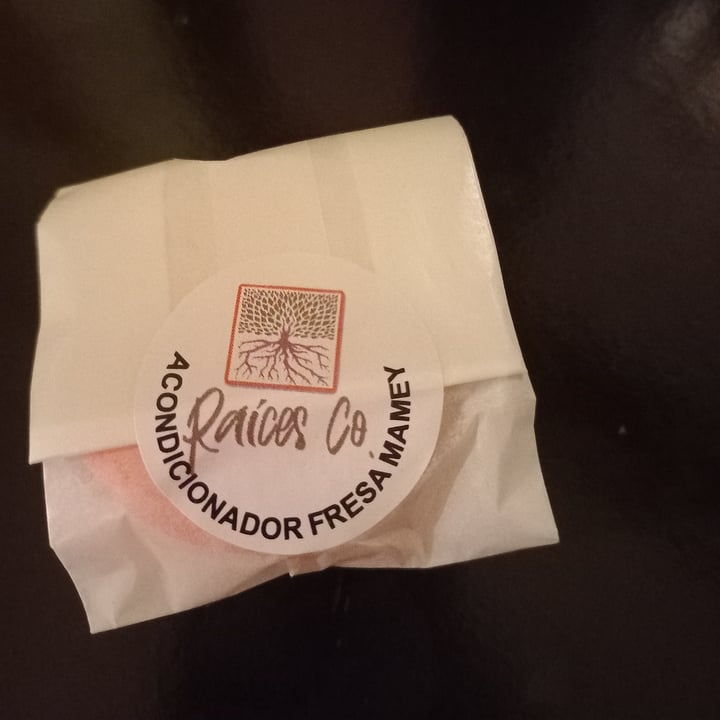 Raíces Co.
ACONDICIONADOR FRESA MAMEY